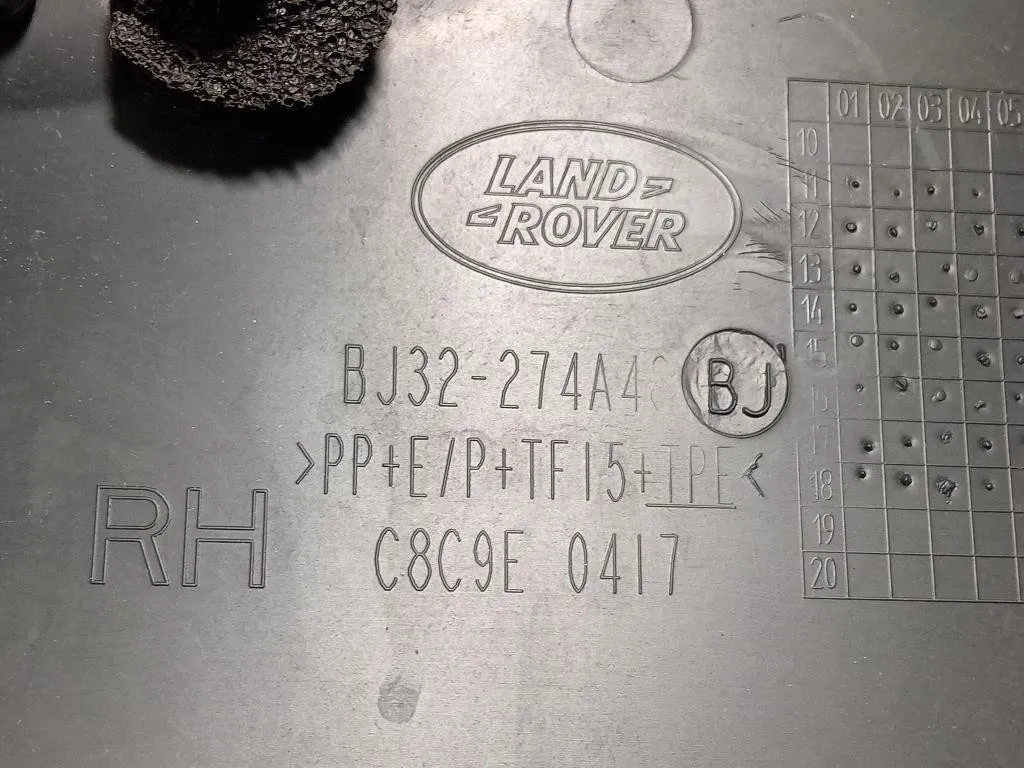 LAND
ROVER
BJ32-274A48 BJ
>PP+E/P+TF15+TPE<
RH
C8C9E 0417
01 02 03 04 05
10
11
12
13
14
15
17
18
19
20